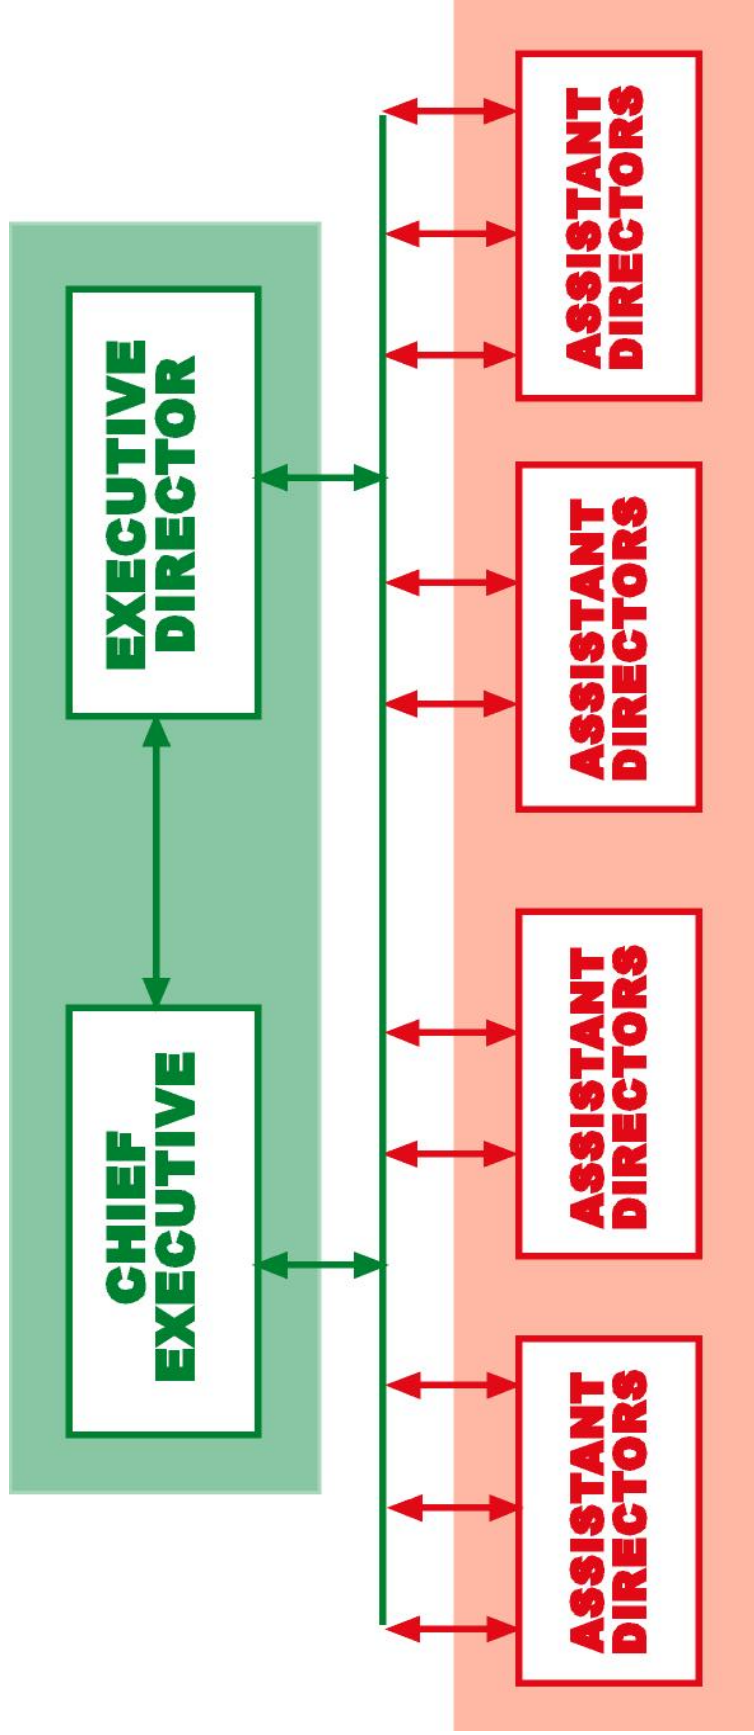 CHIEF
EXECUTIVE
EXECUTIVE
DIRECTOR
ASSISTANT
DIRECTORS
ASSISTANT
DIRECTORS
ASSISTANT
DIRECTORS
ASSISTANT
DIRECTORS